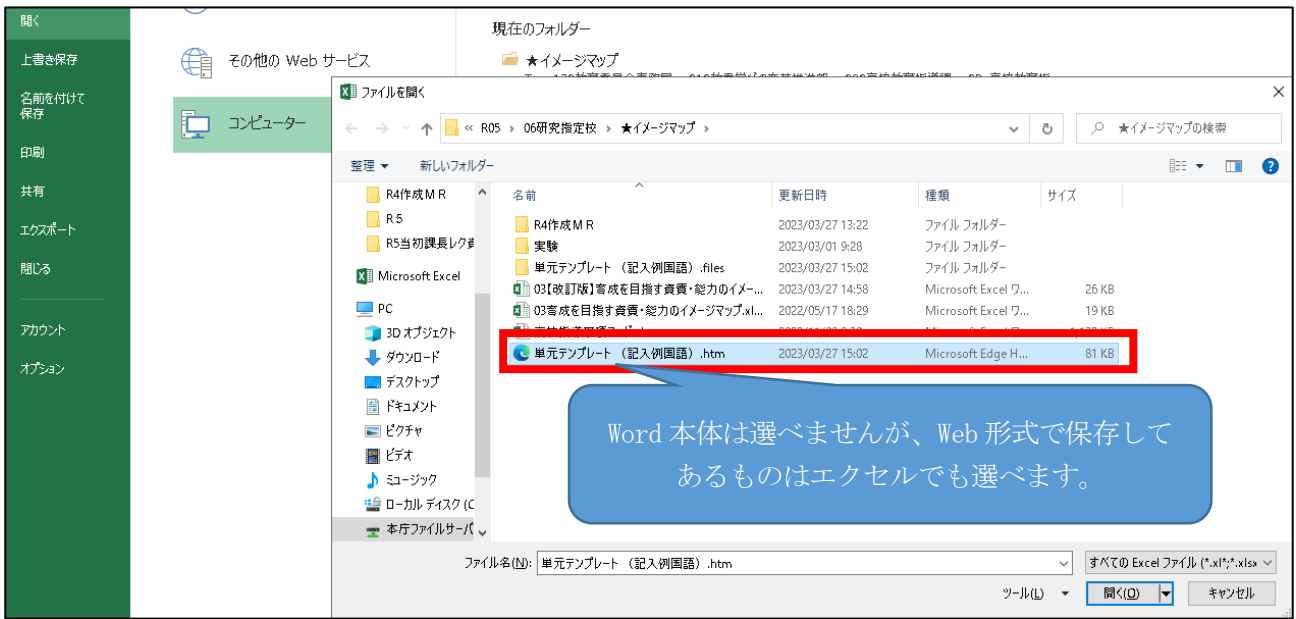 開く
上書き保存
名前を付けて
保存
印刷
共有
エクスポート
閉じる
アカウント
オプション
その他の Web サービス
コンピューター
現在のフォルダー
★イメージマップ
ファイルを開く
« R05 › 06研究指定校 › ★イメージマップ ›
★イメージマップの検索
整理 新しいフォルダー
R4作成ＭＲ
R 5
R5当初課長レク
Microsoft Excel
PC
3D オブジェクト
ダウンロード
デスクトップ
ドキュメント
ピクチャ
ビデオ
ミュージック
ローカル ディスク (C
本庁ファイルサーバ
名前 更新日時 種類 サイズ
R4作成ＭＲ 2023/03/27 13:22 ファイル フォルダー
実験 2023/03/01 9:28 ファイル フォルダー
単元テンプレート （記入例国語）.files 2023/03/27 15:02 ファイル フォルダー
03【改訂版】育成を目指す資質・能力のイメー... 2023/03/27 14:58 Microsoft Excel ワ... 26 KB
03育成を目指す資質・能力のイメージマップ.xl... 2022/05/17 18:29 Microsoft Excel ワ... 19 KB
単元テンプレート （記入例国語）.htm 2023/03/27 15:02 Microsoft Edge H... 81 KB
Word 本体は選べませんが、Web 形式で保存して
あるものはエクセルでも選べます。
ファイル名(N): 単元テンプレート （記入例国語）.htm すべての Excel ファイル (*.xl*;*.xlsx
ツール(L) 開く(O) キャンセル